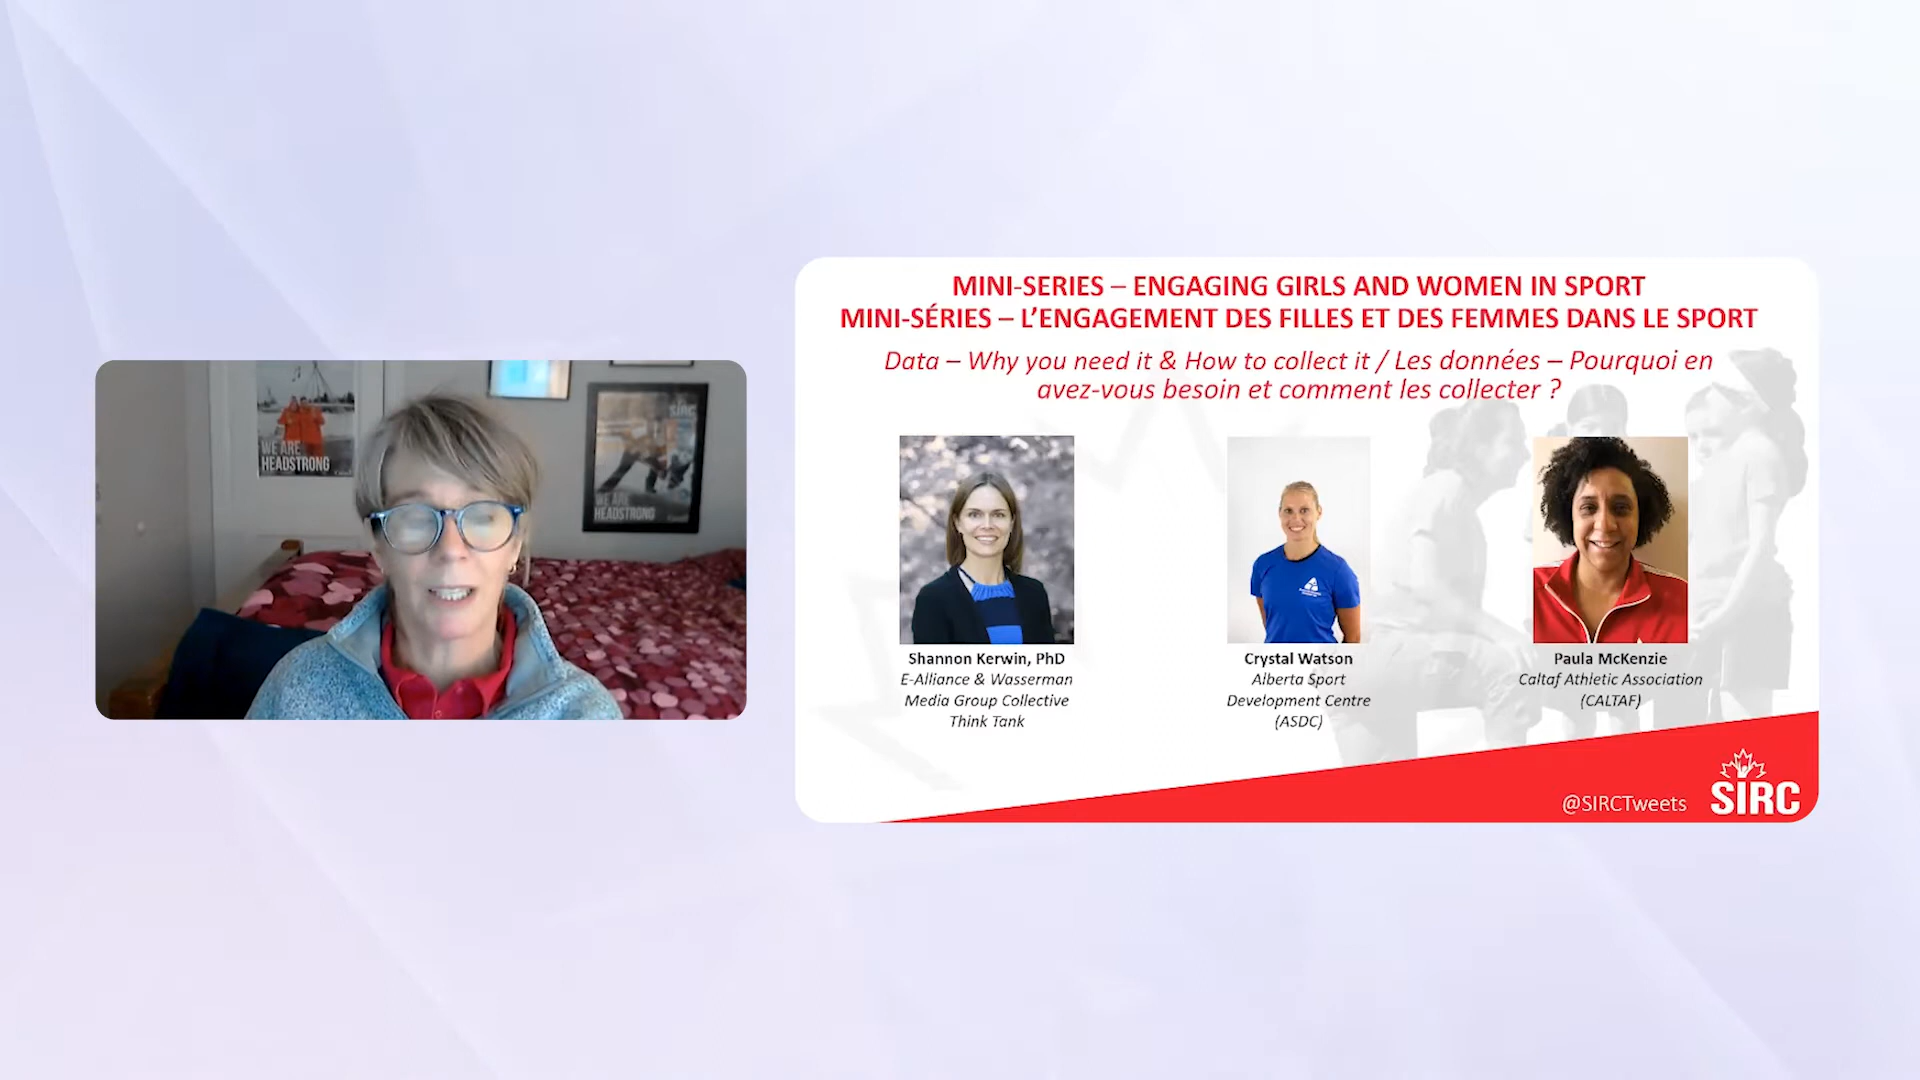 WE ARE
HEADSTRONG
SIRC
WE ARE
HEADSTRONG
MINI-SERIES – ENGAGING GIRLS AND WOMEN IN SPORT
MINI-SÉRIES – L’ENGAGEMENT DES FILLES ET DES FEMMES DANS LE SPORT
Data – Why you need it & How to collect it / Les données – Pourquoi en
avez-vous besoin et comment les collecter ?
Shannon Kerwin, PhD
E-Alliance & Wasserman
Media Group Collective
Think Tank
Crystal Watson
Alberta Sport
Development Centre
(ASDC)
Paula McKenzie
Caltaf Athletic Association
(CALTAF)
@SIRCTweets
SIRC